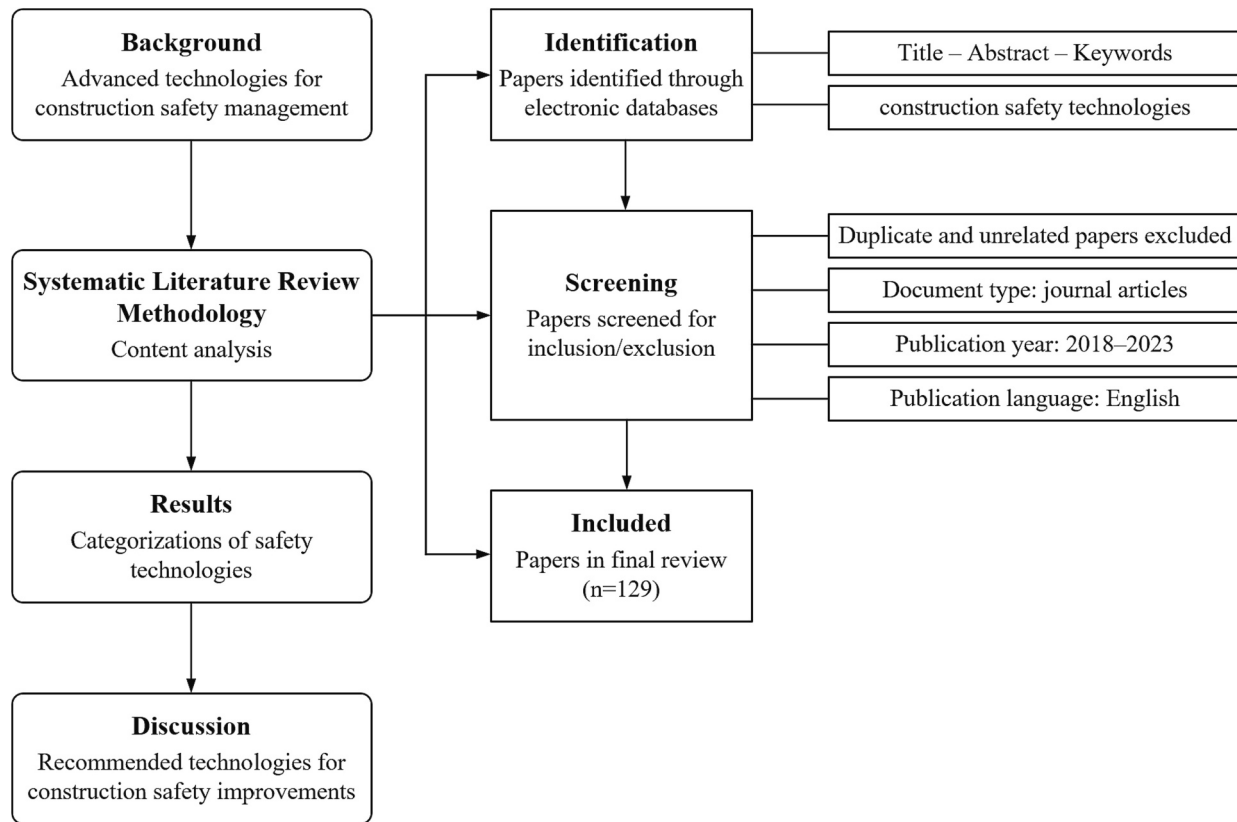 Background
Advanced technologies for
construction safety management
Systematic Literature Review
Methodology
Content analysis
Results
Categorizations of safety
technologies
Discussion
Recommended technologies for
construction safety improvements
Identification
Papers identified through
electronic databases
Title – Abstract – Keywords
construction safety technologies
Screening
Papers screened for
inclusion/exclusion
Duplicate and unrelated papers excluded
Document type: journal articles
Publication year: 2018–2023
Publication language: English
Included
Papers in final review
(n=129)